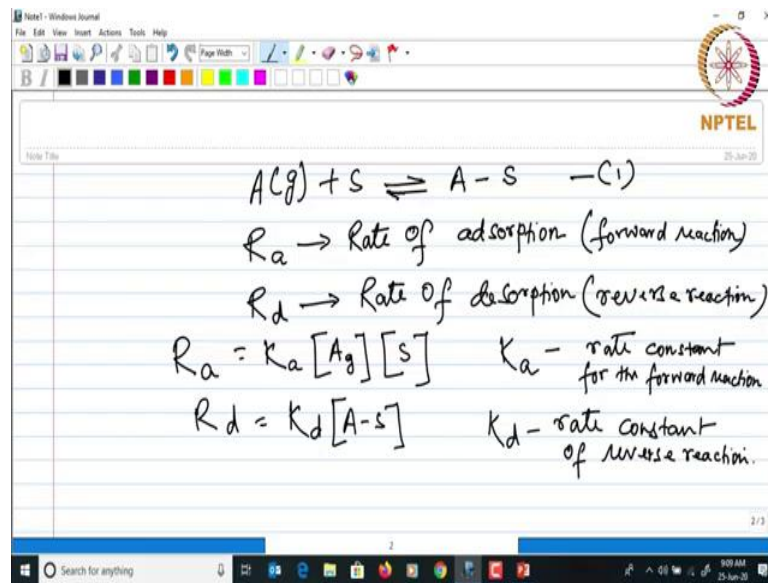 Note1 - Windows Journal
File Edit View Insert Actions Tools Help
Page Width
B I
NPTEL
Note Title
25-Jun-20
A(g) + S ⇌ A - S - (1)
Ra → Rate of adsorption (forward reaction)
Rd → Rate of desorption (reverse reaction)
Ra = Ka [Ag] [S] Ka - rate constant
for the forward reaction
Rd = Kd [A-S] Kd - rate constant
of reverse reaction.
2/3
2
Search for anything
9:09 AM
25-Jun-20